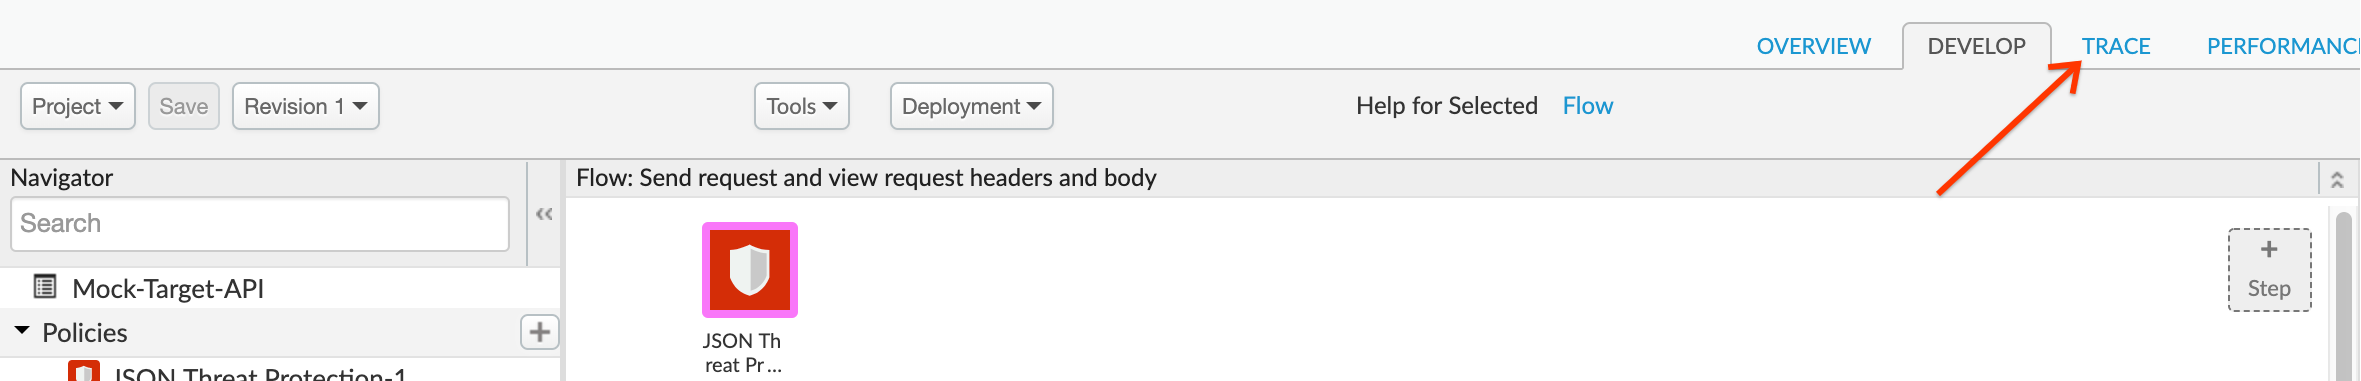 OVERVIEW DEVELOP TRACE PERFORMANC
Project Save Revision 1 Tools Deployment Help for Selected Flow
Navigator
Flow: Send request and view request headers and body
Search
Mock-Target-API
+
Step
Policies
JSON Th
reat Pr...
JSON Threat Protection-1